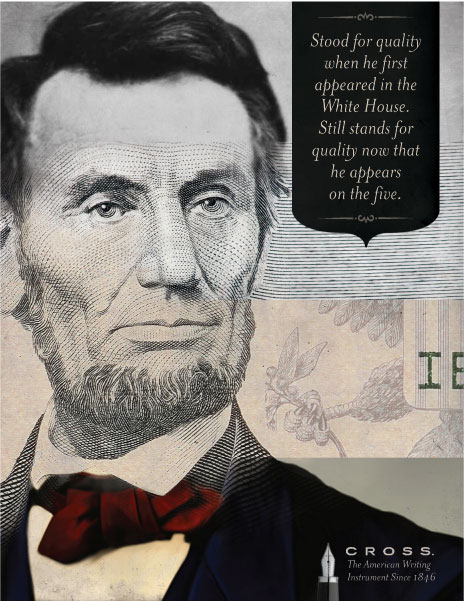 Stood for quality
when he first
appeared in the
White House.
Still stands for
quality now that
he appears
on the five.
IE
CROSS.
The American Writing
Instrument Since 1846